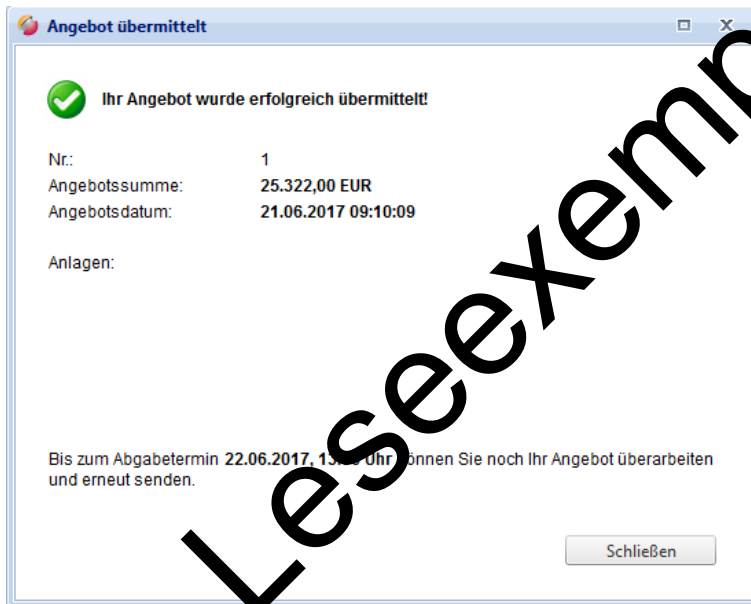 Angebot übermittelt
Ihr Angebot wurde erfolgreich übermittelt!
Nr.: 1
Angebotssumme: 25.322,00 EUR
Angebotsdatum: 21.06.2017 09:10:09
Anlagen:
Bis zum Abgabetermin 22.06.2017, Uhr können Sie noch Ihr Angebot überarbeiten
und erneut senden.
Schließen
Leseexemp